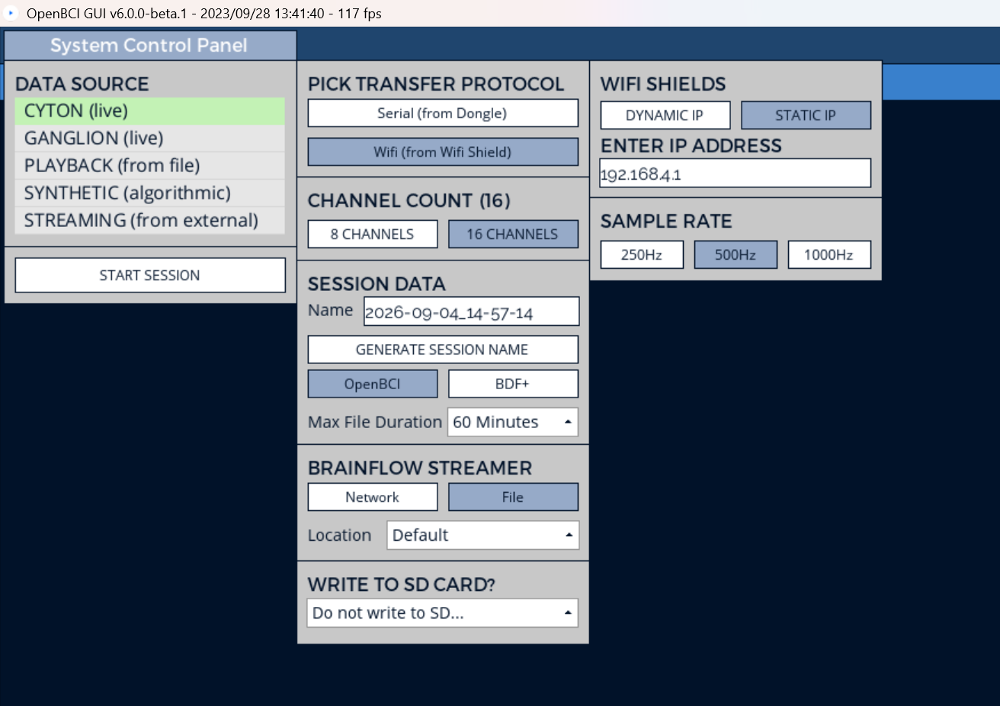 OpenBCI GUI v6.0.0-beta.1 - 2023/09/28 13:41:40 - 117 fps
System Control Panel
DATA SOURCE
CYTON (live)
GANGLION (live)
PLAYBACK (from file)
SYNTHETIC (algorithmic)
STREAMING (from external)
START SESSION
PICK TRANSFER PROTOCOL
Serial (from Dongle)
Wifi (from Wifi Shield)
CHANNEL COUNT (16)
8 CHANNELS 16 CHANNELS
SESSION DATA
Name 2026-09-04_14-57-14
GENERATE SESSION NAME
OpenBCI BDF+
Max File Duration 60 Minutes
BRAINFLOW STREAMER
Network File
Location Default
WRITE TO SD CARD?
Do not write to SD...
WIFI SHIELDS
DYNAMIC IP STATIC IP
ENTER IP ADDRESS
192.168.4.1
SAMPLE RATE
250Hz 500Hz 1000Hz